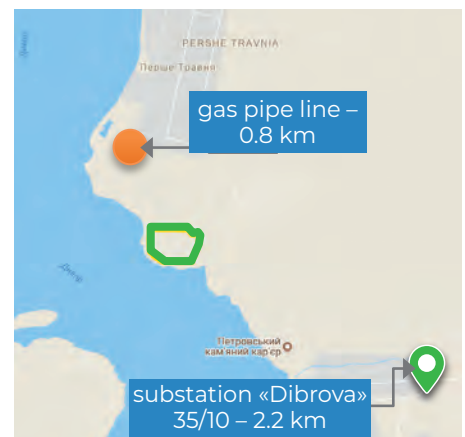 PERSHE TRAVNIA
Перше Травня
gas pipe line –
0.8 km
Днепр
Петровський
кам'яний кар'єр
substation «Dibrova»
35/10 – 2.2 km